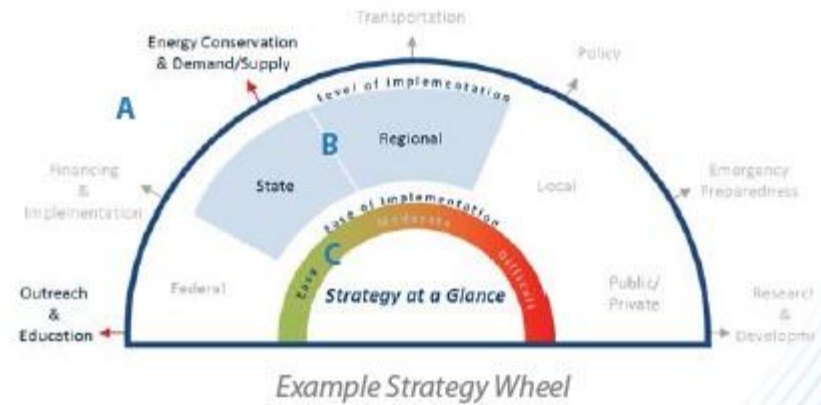 Transportation
Energy Conservation
& Demand/Supply
Policy
Level of Implementation
A
B
Regional
State
Financing
&
Implementation
Local
Emergency
Preparedness
Ease of Implementation
Moderate
C
Easy
Difficult
Federal
Strategy at a Glance
Public/
Private
Outreach
&
Education
Research
&
Developme
Example Strategy Wheel